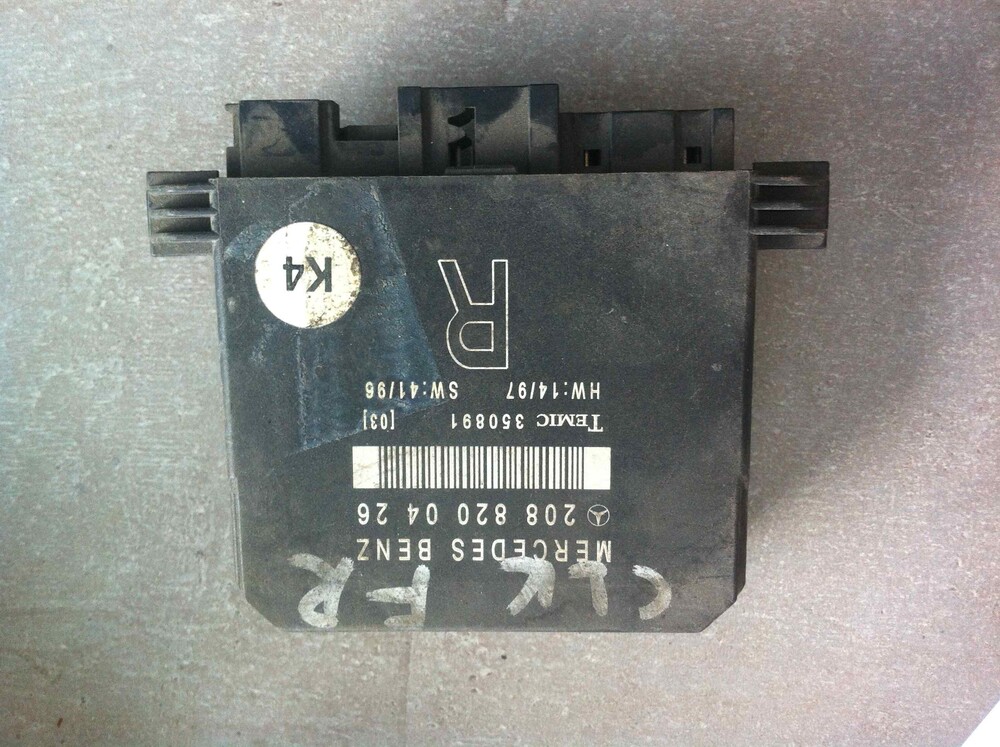 CLK FR
MERCEDES BENZ
208 820 04 26
TEMIC 350891 [03]
HW:14/97 SW:41/96
R
K4